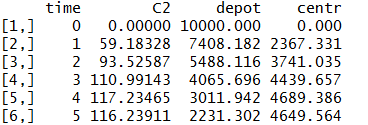 time C2 depot centr
[1,] 0 0.00000 10000.000 0.000
[2,] 1 59.18328 7408.182 2367.331
[3,] 2 93.52587 5488.116 3741.035
[4,] 3 110.99143 4065.696 4439.657
[5,] 4 117.23465 3011.942 4689.386
[6,] 5 116.23911 2231.302 4649.564